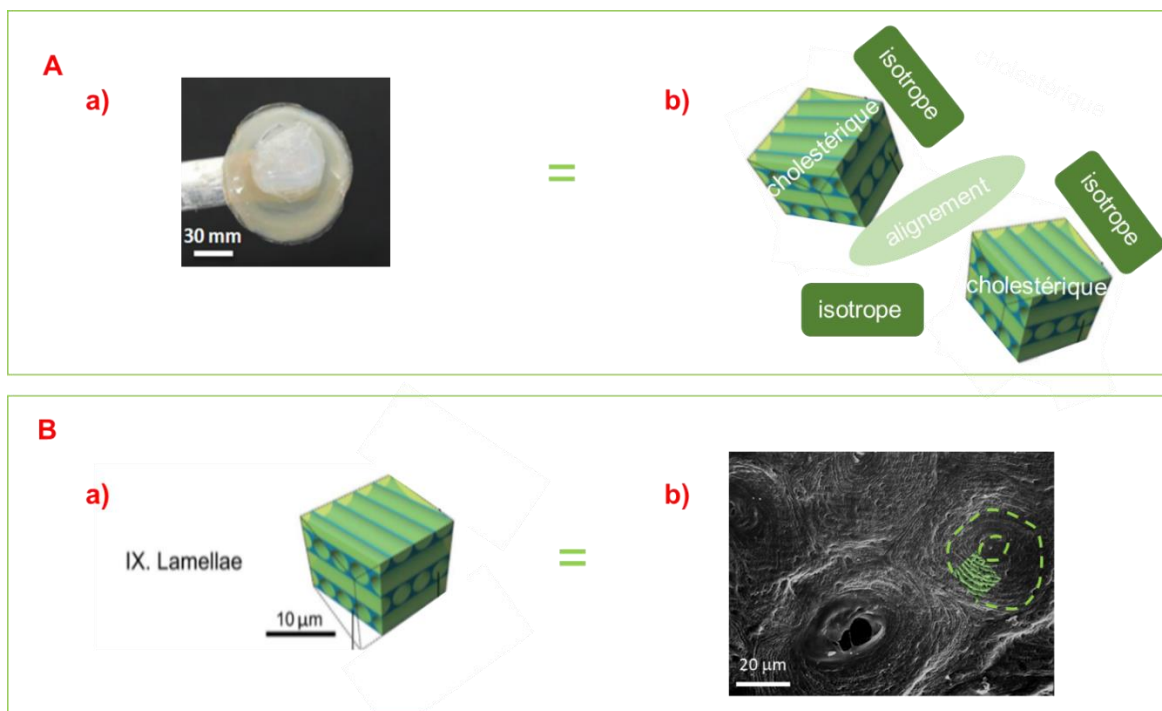 A
a)
30 mm
=
b)
isotrope
cholestérique
cholestérique
alignement
isotrope
isotrope
cholestérique
B
a)
IX. Lamellae
10 µm
=
b)
20 µm